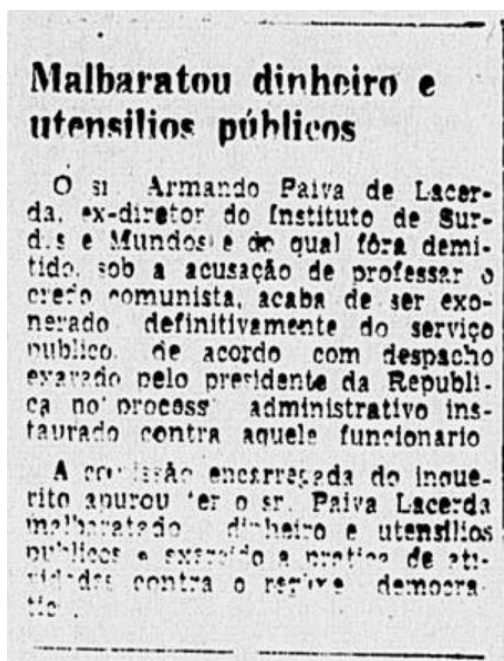 Malbaratou dinheiro e
utensilios públicos
O sr. Armando Paiva de Lacer-
da, ex-diretor do Instituto de Sur-
dos e Mundos e do qual fôra demi-
tido, sob a acusação de professar o
credo comunista, acaba de ser exo-
nerado definitivamente do serviço
publico, de acordo com despacho
exarado pelo presidente da Republi-
ca no process administrativo ins-
taurado contra aquele funcionario
A comissão encarregada do inque-
rito apurou ter o sr. Paiva Lacerda
malbaratado dinheiro e utensilios
publicos e exercido a pratica de ati-
vidades contra o regime democra-
tic.